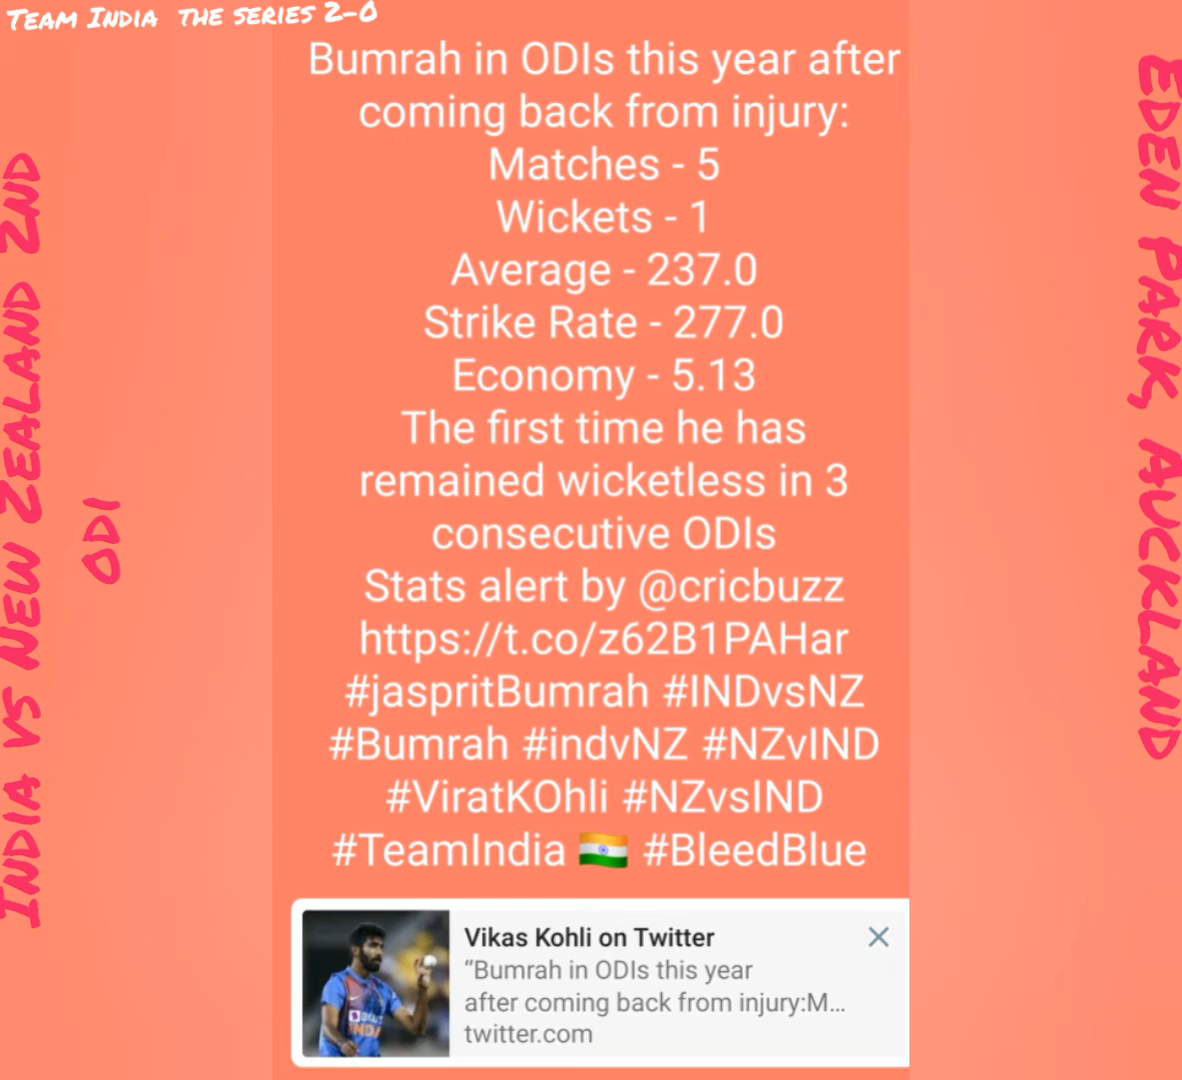 TEAM INDIA THE SERIES 2-0
Bumrah in ODIs this year after
coming back from injury:
Matches - 5
Wickets - 1
Average - 237.0
Strike Rate - 277.0
Economy - 5.13
The first time he has
remained wicketless in 3
consecutive ODIs
Stats alert by @cricbuzz
https://t.co/z62B1PAHar
#jaspritBumrah #INDvsNZ
#Bumrah #indvNZ #NZvIND
#ViratKOhli #NZvsIND
#TeamIndia 🇮🇳 #BleedBlue
Vikas Kohli on Twitter
“Bumrah in ODIs this year
after coming back from injury:M...
twitter.com
INDIA VS NEW ZEALAND 2ND
ODI
EDEN PARK, AUCKLAND